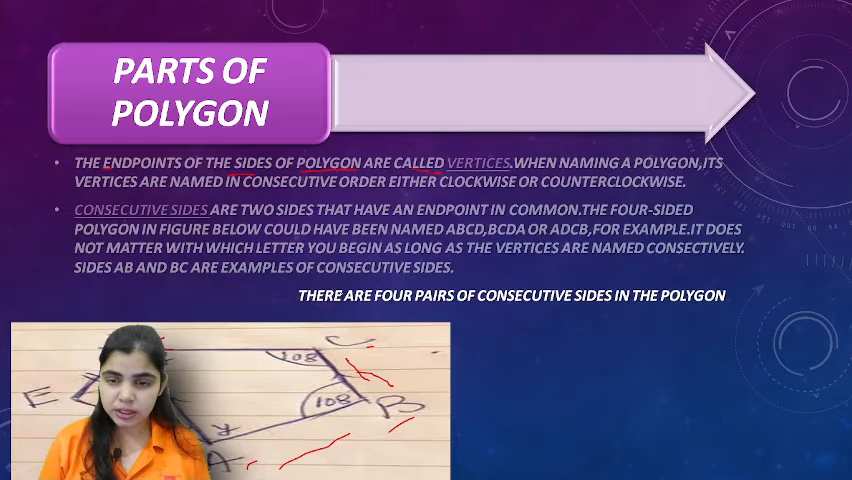 PARTS OF
POLYGON
• THE ENDPOINTS OF THE SIDES OF POLYGON ARE CALLED VERTICES.WHEN NAMING A POLYGON,ITS
VERTICES ARE NAMED IN CONSECUTIVE ORDER EITHER CLOCKWISE OR COUNTERCLOCKWISE.
• CONSECUTIVE SIDES ARE TWO SIDES THAT HAVE AN ENDPOINT IN COMMON.THE FOUR-SIDED
POLYGON IN FIGURE BELOW COULD HAVE BEEN NAMED ABCD,BCDA OR ADCB,FOR EXAMPLE.IT DOES
NOT MATTER WITH WHICH LETTER YOU BEGIN AS LONG AS THE VERTICES ARE NAMED CONSECTIVELY.
SIDES AB AND BC ARE EXAMPLES OF CONSECUTIVE SIDES.
THERE ARE FOUR PAIRS OF CONSECUTIVE SIDES IN THE POLYGON
C
108
E
108
B
A